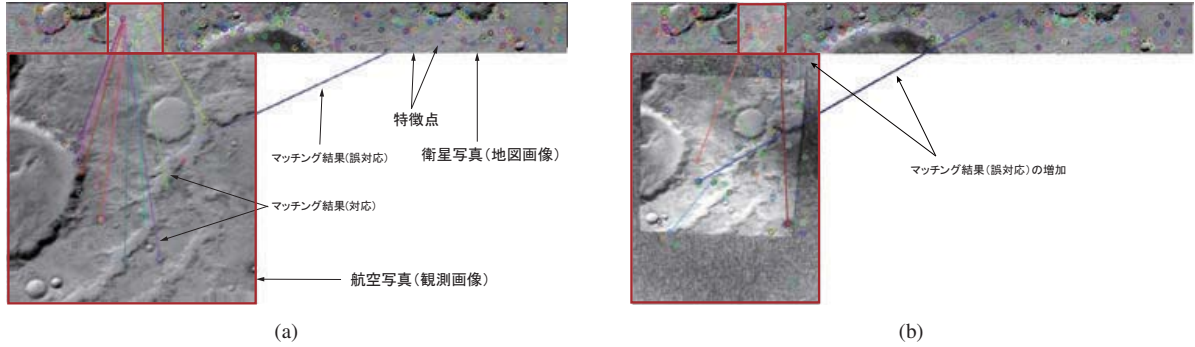 特徴点
衛星写真(地図画像)
マッチング結果(誤対応)
マッチング結果(対応)
航空写真(観測画像)
(a)
マッチング結果(誤対応)の増加
(b)